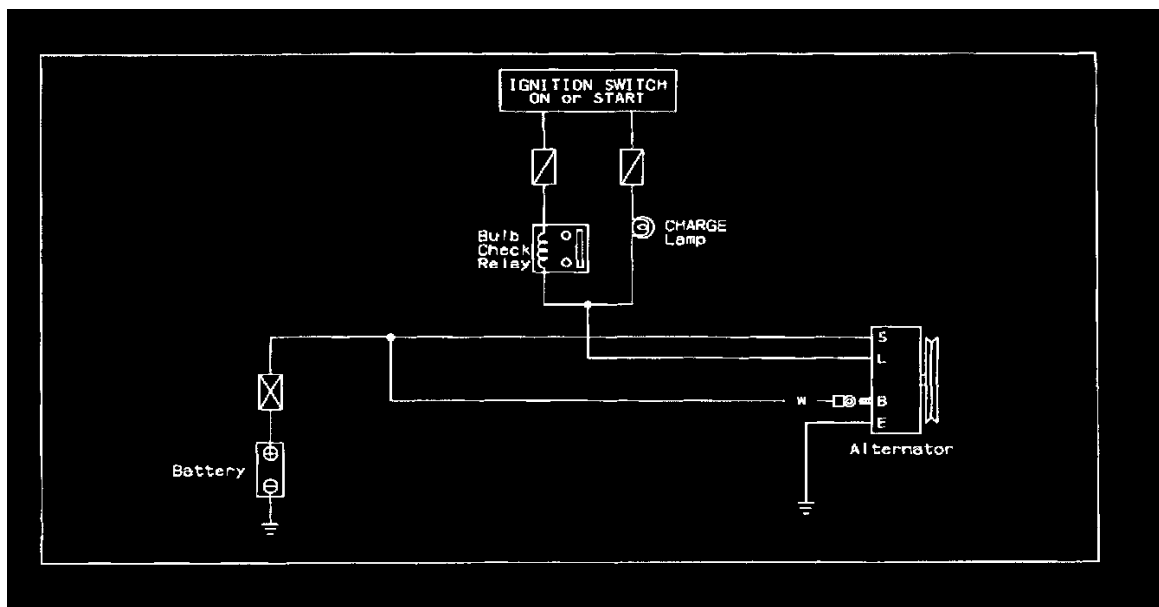 IGNITION SWITCH
ON or START
Bulb
Check
Relay
CHARGE
Lamp
S
L
W
B
E
Battery
Alternator